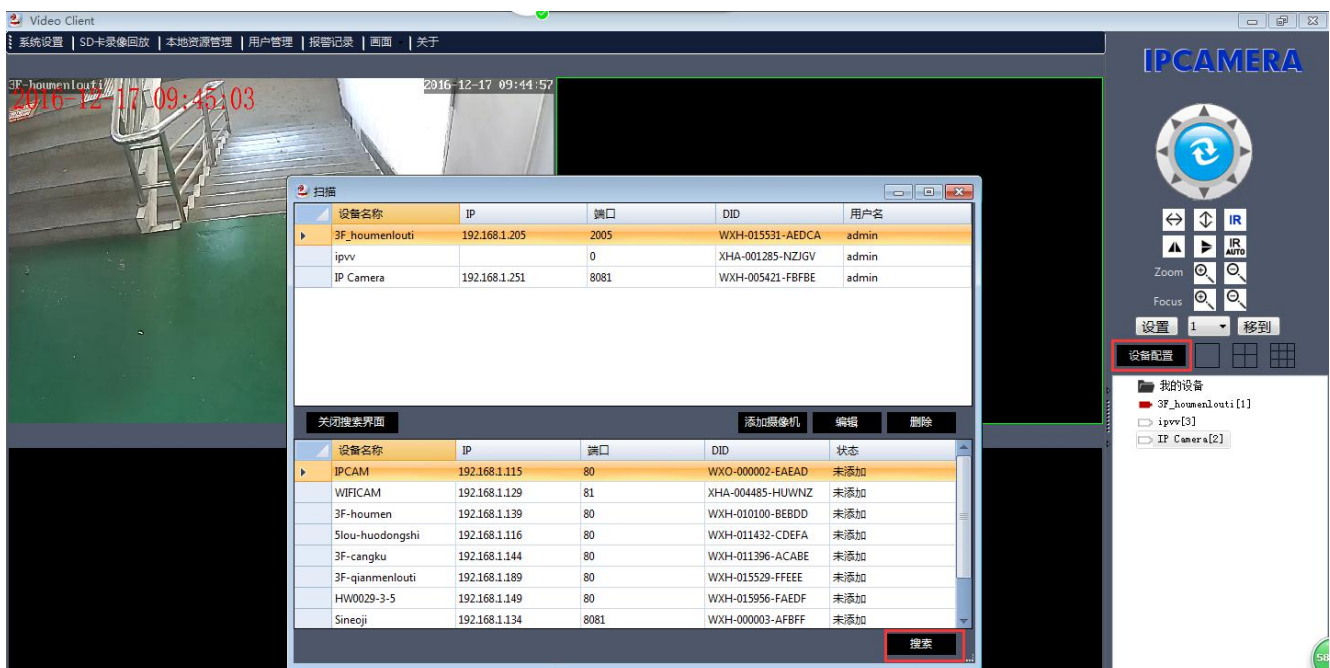 Video Client
系统设置 SD卡录像回放 本地资源管理 用户管理 报警记录 画面 关于
IPCAMERA
3F-houmenlouti 2016-12-17 09:44:57
2016-12-17 09:45:03
扫描
设备名称 IP 端口 DID 用户名
3F_houmenlouti 192.168.1.205 2005 WXH-015531-AEDCA admin
ipvv 0 XHA-001285-NZJGV admin
IP Camera 192.168.1.251 8081 WXH-005421-FBFBE admin
关闭搜索界面 添加摄像机 编辑 删除
设备名称 IP 端口 DID 状态
IPCAM 192.168.1.115 80 WXO-000002-EAEAD 未添加
WIFICAM 192.168.1.129 81 XHA-004485-HUWNZ 未添加
3F-houmen 192.168.1.139 80 WXH-010100-BEBDD 未添加
5lou-huodongshi 192.168.1.116 80 WXH-011432-CDEFA 未添加
3F-cangku 192.168.1.144 80 WXH-011396-ACABE 未添加
3F-qianmenlouti 192.168.1.189 80 WXH-015529-FFEEE 未添加
HW0029-3-5 192.168.1.149 80 WXH-015956-FAEDF 未添加
Sineoji 192.168.1.134 8081 WXH-000003-AFBFF 未添加
搜索
IR
IR AUTO
Zoom
Focus
设置 1 移到
设备配置
我的设备
3F_houmenlouti[1]
ipvv[3]
IP Camera[2]
58